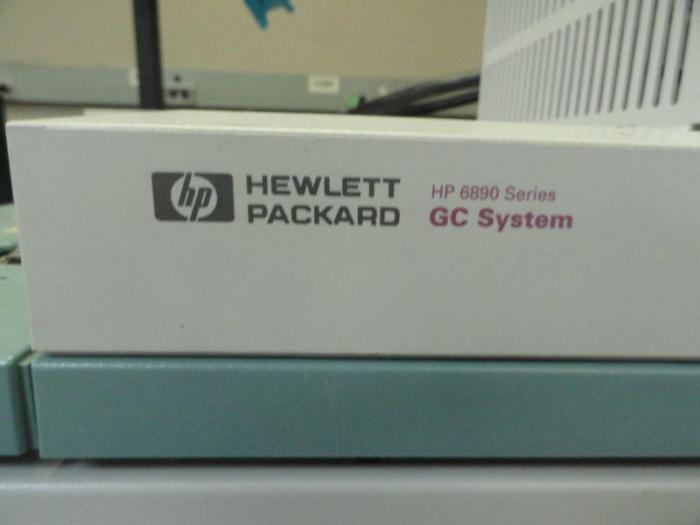 hp
HEWLETT
PACKARD
HP 6890 Series
GC System